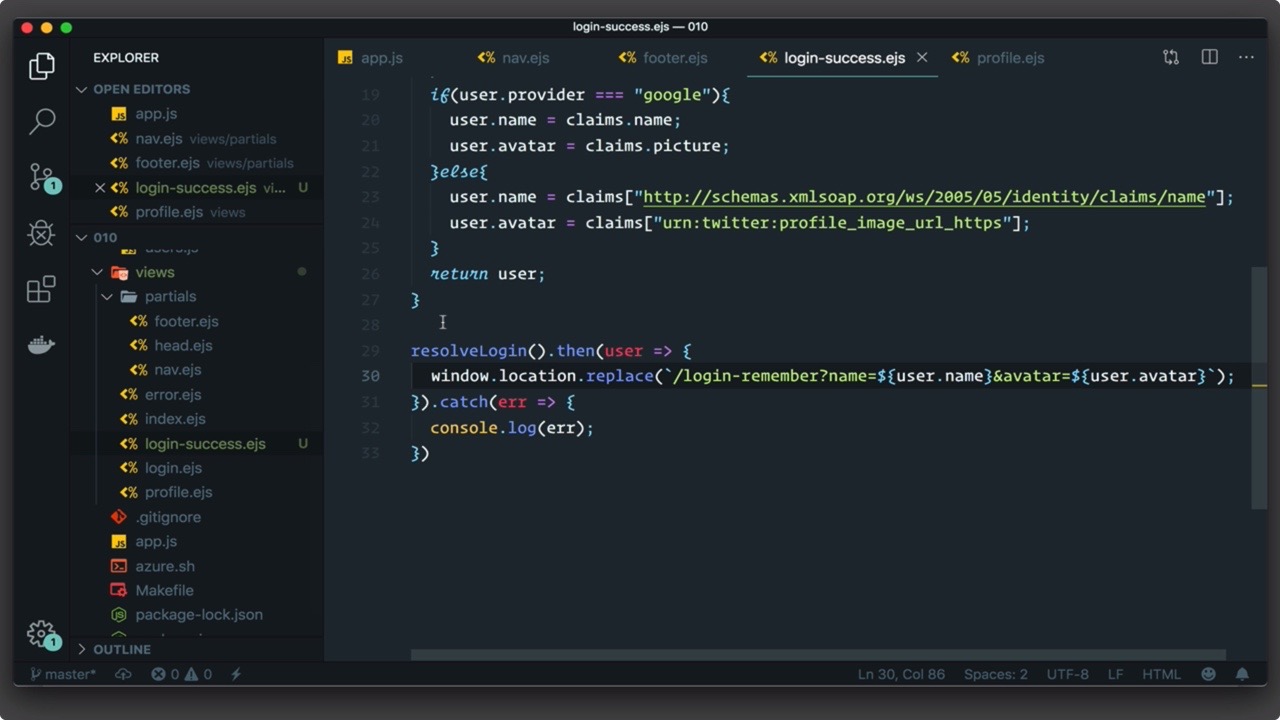 login-success.ejs — 010
EXPLORER
OPEN EDITORS
app.js
nav.ejs views/partials
footer.ejs views/partials
login-success.ejs vi... U
profile.ejs views
010
users.js
views
partials
footer.ejs
head.ejs
nav.ejs
error.ejs
index.ejs
login-success.ejs U
login.ejs
profile.ejs
.gitignore
app.js
azure.sh
Makefile
package-lock.json
OUTLINE
1
1
JS app.js
nav.ejs
footer.ejs
login-success.ejs
profile.ejs
19 if(user.provider === "google"){
20 user.name = claims.name;
21 user.avatar = claims.picture;
22 }else{
23 user.name = claims["http://schemas.xmlsoap.org/ws/2005/05/identity/claims/name"];
24 user.avatar = claims["urn:twitter:profile_image_url_https"];
25 }
26 return user;
27 }
28
29 resolveLogin().then(user => {
30 window.location.replace(`/login-remember?name=${user.name}&avatar=${user.avatar}`);
31 }).catch(err => {
32 console.log(err);
33 })
master* 0 0 Ln 30, Col 86 Spaces: 2 UTF-8 LF HTML